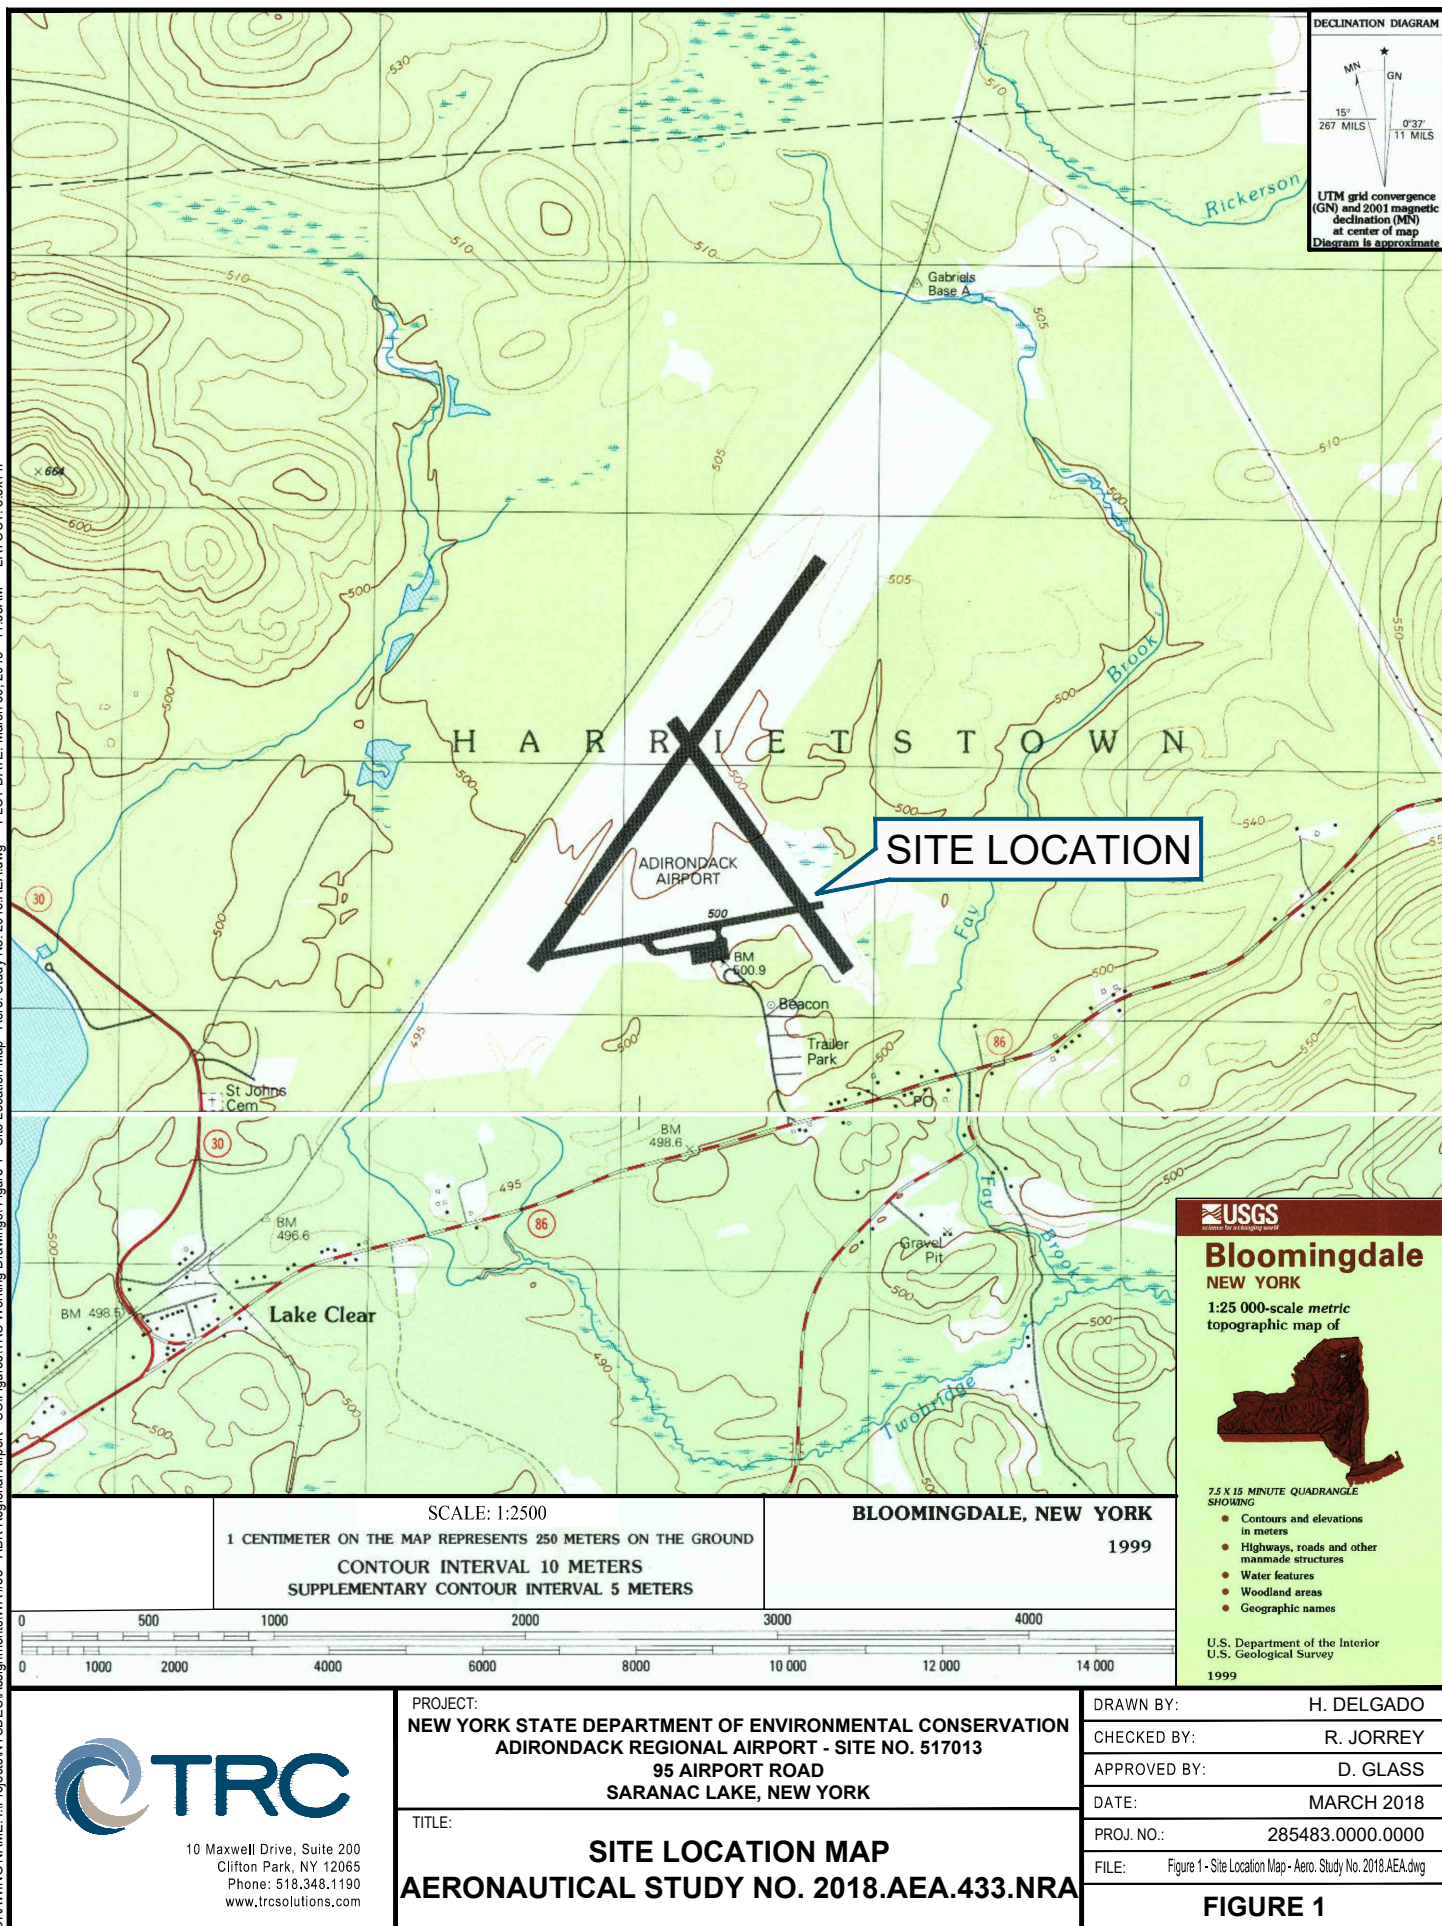 DECLINATION DIAGRAM
MN
GN
15°
267 MILS
0°37'
11 MILS
UTM grid convergence
(GN) and 2001 magnetic
declination (MN)
at center of map
Diagram is approximate
530
510
Rickerson
510
510
510
Gabriels
Base A
505
664
505
510
500
600
500
505
550
Brook
500
500
HARRIETSTOWN
500
500
500
540
SITE LOCATION
ADIRONDACK
AIRPORT
30
500
500
Fay
BM
500.9
500
Beacon
495
500
Trailer
Park
86
500
550
St Johns
Cem
PO
30
BM
498.6
500
495
Fay
BM
496.6
86
500
Gravel
Pit
Brook
500
BM 498.5
Lake Clear
500
490
500
500
Twobridge
500
USGS
science for a changing world
Bloomingdale
NEW YORK
1:25 000-scale metric
topographic map of
7.5 X 15 MINUTE QUADRANGLE
SHOWING
Contours and elevations
in meters
Highways, roads and other
manmade structures
Water features
Woodland areas
Geographic names
U.S. Department of the Interior
U.S. Geological Survey
1999
SCALE: 1:2500
1 CENTIMETER ON THE MAP REPRESENTS 250 METERS ON THE GROUND
CONTOUR INTERVAL 10 METERS
SUPPLEMENTARY CONTOUR INTERVAL 5 METERS
BLOOMINGDALE, NEW YORK
1999
0 500 1000 2000 3000 4000
0 1000 2000 4000 6000 8000 10 000 12 000 14 000
TRC
10 Maxwell Drive, Suite 200
Clifton Park, NY 12065
Phone: 518.348.1190
www.trcsolutions.com
PROJECT:
NEW YORK STATE DEPARTMENT OF ENVIRONMENTAL CONSERVATION
ADIRONDACK REGIONAL AIRPORT - SITE NO. 517013
95 AIRPORT ROAD
SARANAC LAKE, NEW YORK
TITLE:
SITE LOCATION MAP
AERONAUTICAL STUDY NO. 2018.AEA.433.NRA
DRAWN BY: H. DELGADO
CHECKED BY: R. JORREY
APPROVED BY: D. GLASS
DATE: MARCH 2018
PROJ. NO.: 285483.0000.0000
FILE: Figure 1 - Site Location Map - Aero. Study No. 2018.AEA.dwg
FIGURE 1